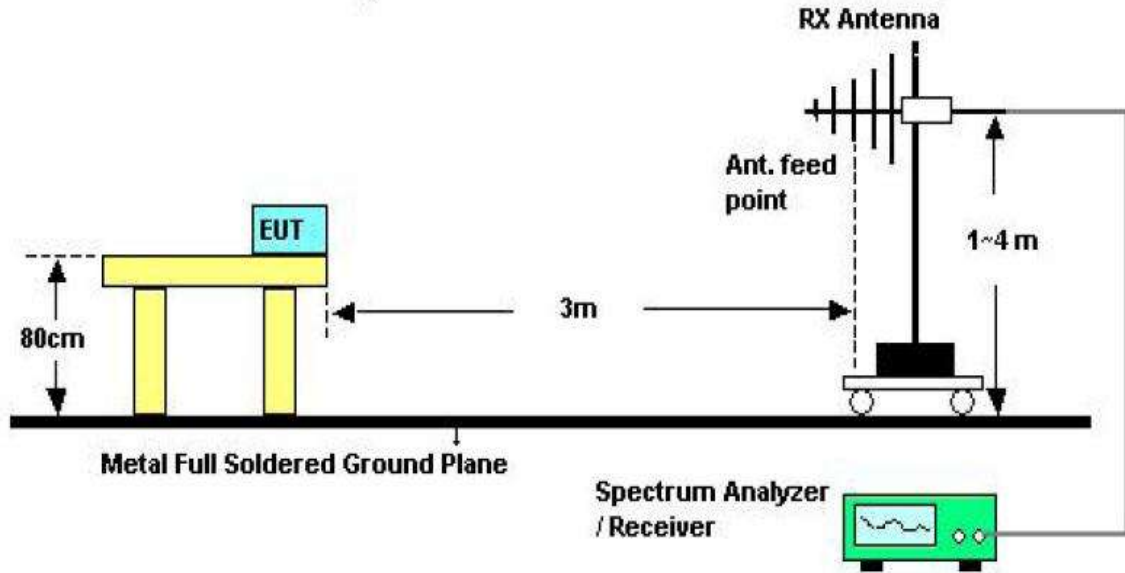 RX Antenna
Ant. feed
point
EUT
1~4 m
3m
80cm
Metal Full Soldered Ground Plane
Spectrum Analyzer
/ Receiver